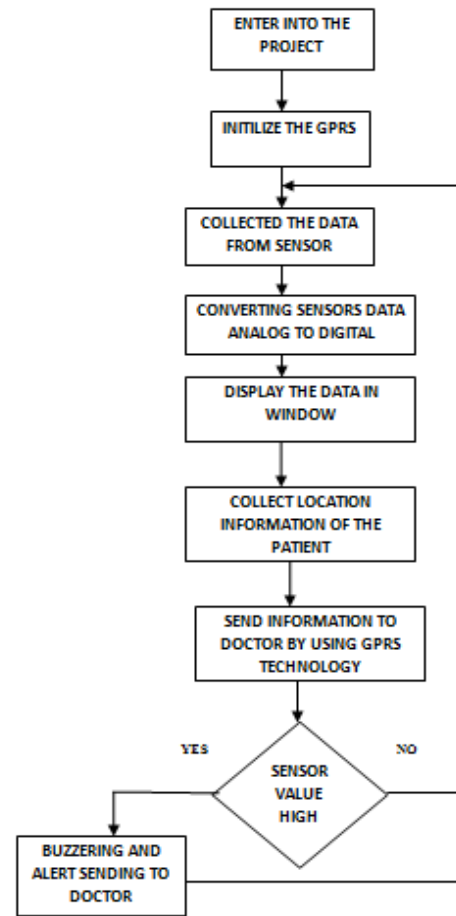 ENTER INTO THE
PROJECT
INITILIZE THE GPRS
COLLECTED THE DATA
FROM SENSOR
CONVERTING SENSORS DATA
ANALOG TO DIGITAL
DISPLAY THE DATA IN
WINDOW
COLLECT LOCATION
INFORMATION OF THE
PATIENT
SEND INFORMATION TO
DOCTOR BY USING GPRS
TECHNOLOGY
YES
NO
SENSOR
VALUE
HIGH
BUZZERING AND
ALERT SENDING TO
DOCTOR